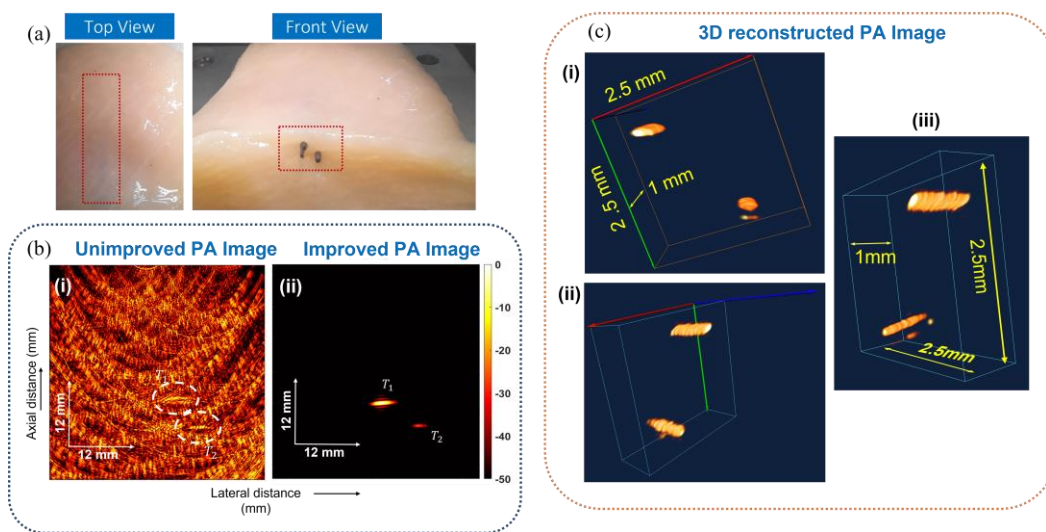 (a)
Top View
Front View
(b)
Unimproved PA Image
Improved PA Image
(i)
(ii)
Axial distance (mm)
12 mm
12 mm
T1
T2
12 mm
12 mm
T1
T2
0
-10
-20
-30
-40
-50
Lateral distance
(mm)
(c)
3D reconstructed PA Image
(i)
2.5 mm
2.5 mm
1 mm
(ii)
(iii)
1mm
2.5mm
2.5mm